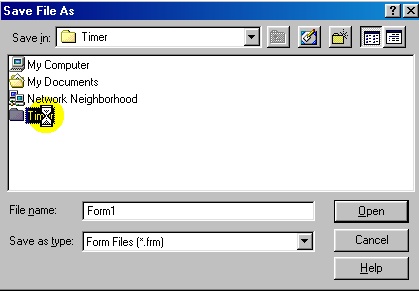 Save File As
Save in: Timer
My Computer
My Documents
Network Neighborhood
File name: Form1 Open
Save as type: Form Files (*.frm) Cancel
Help